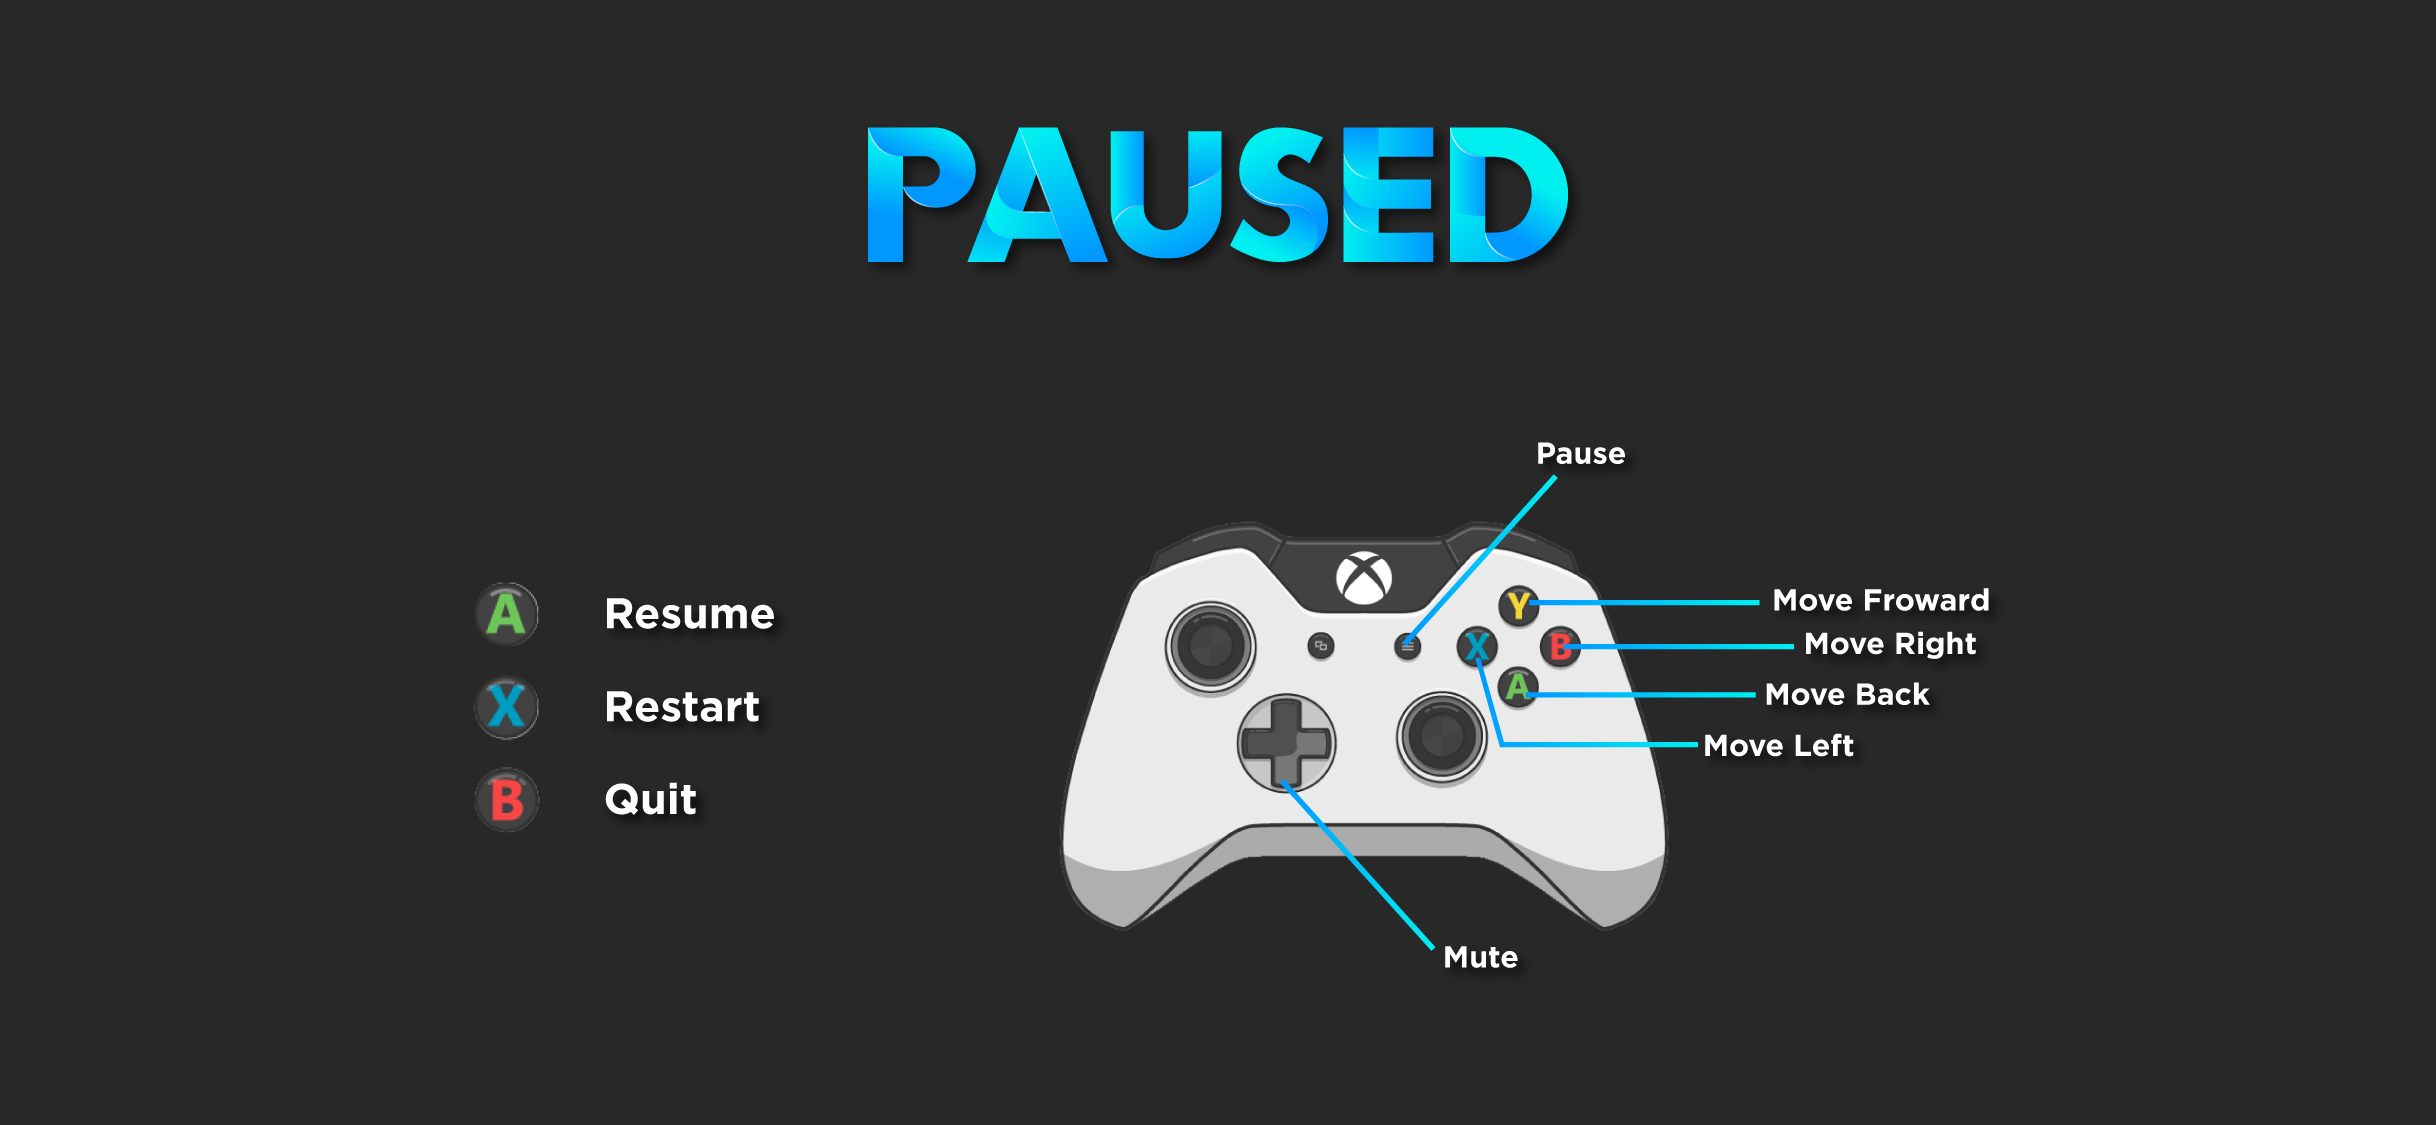 PAUSED
Pause
A Resume
X Restart
B Quit
Y Move Froward
B Move Right
X
A Move Back
Move Left
Mute